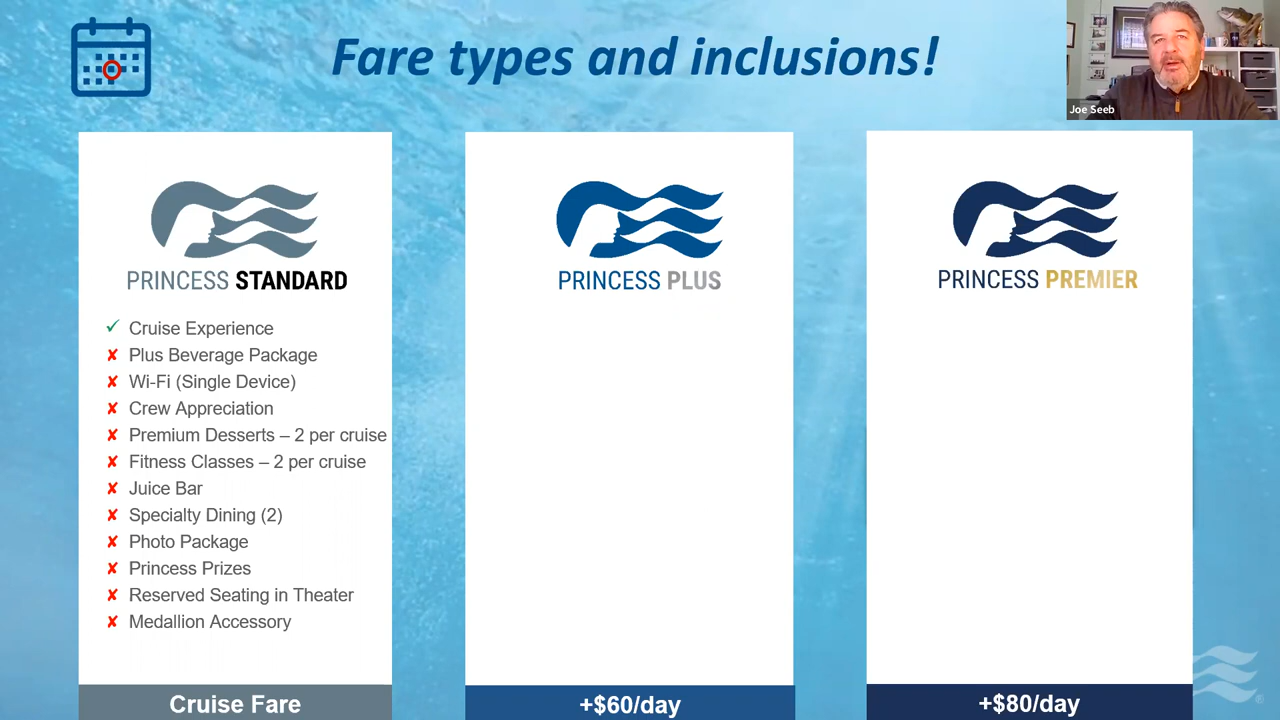 Fare types and inclusions!
Joe Seeb
PRINCESS STANDARD
✓ Cruise Experience
✘ Plus Beverage Package
✘ Wi-Fi (Single Device)
✘ Crew Appreciation
✘ Premium Desserts – 2 per cruise
✘ Fitness Classes – 2 per cruise
✘ Juice Bar
✘ Specialty Dining (2)
✘ Photo Package
✘ Princess Prizes
✘ Reserved Seating in Theater
✘ Medallion Accessory
Cruise Fare
PRINCESS PLUS
+$60/day
PRINCESS PREMIER
+$80/day
®